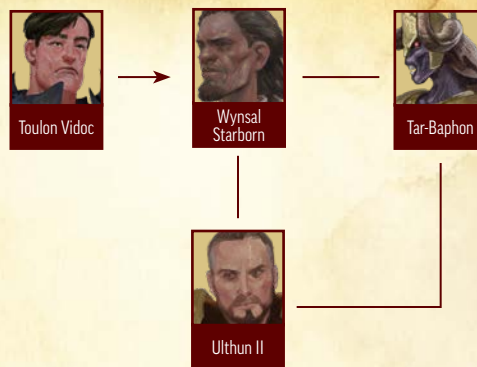 Toulon Vidoc
Wynsal
Starborn
Tar-Baphon
Ulthun II